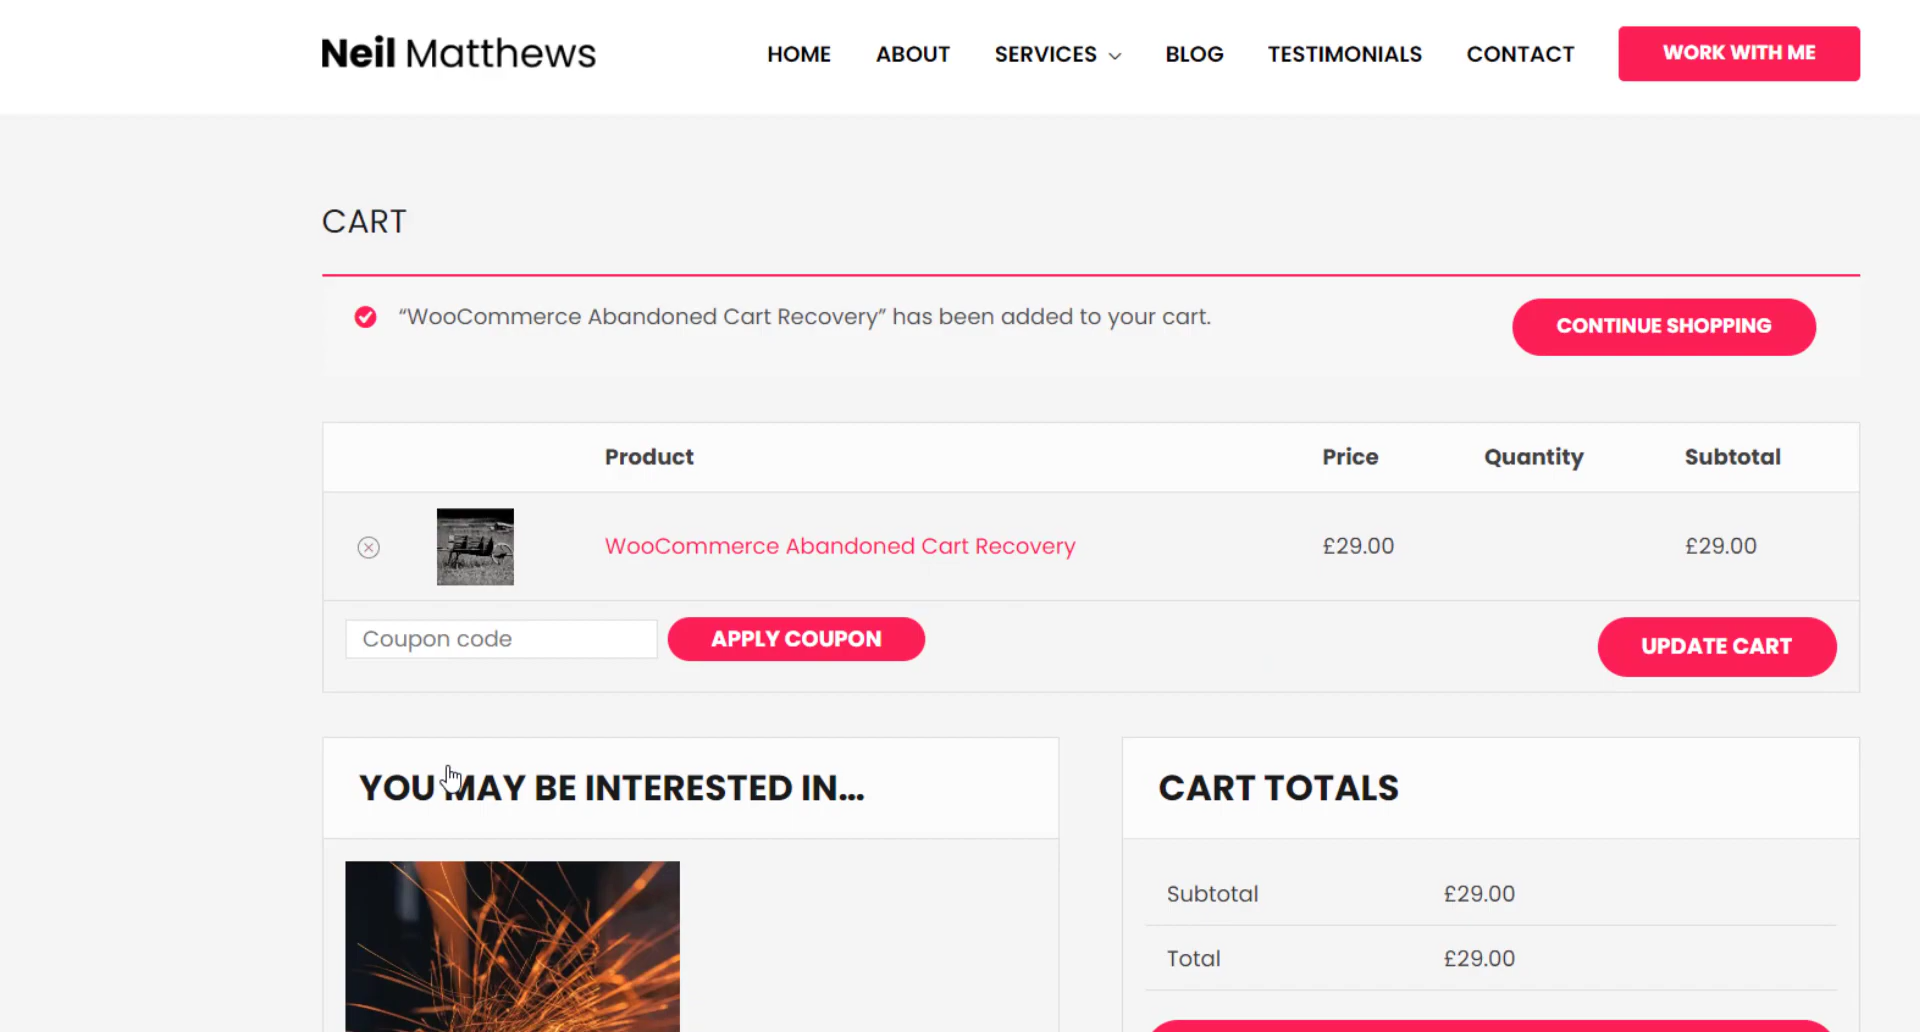 Neil Matthews
HOME ABOUT SERVICES BLOG TESTIMONIALS CONTACT WORK WITH ME
CART
“WooCommerce Abandoned Cart Recovery” has been added to your cart.
CONTINUE SHOPPING
Product Price Quantity Subtotal
WooCommerce Abandoned Cart Recovery £29.00 £29.00
Coupon code APPLY COUPON UPDATE CART
YOU MAY BE INTERESTED IN...
CART TOTALS
Subtotal £29.00
Total £29.00